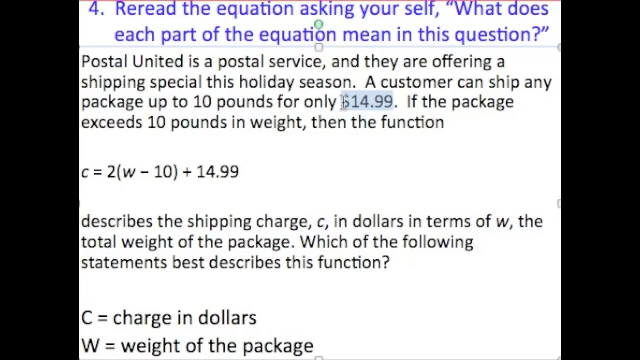 4. Reread the equation asking your self, “What does
each part of the equation mean in this question?”
Postal United is a postal service, and they are offering a
shipping special this holiday season. A customer can ship any
package up to 10 pounds for only $14.99. If the package
exceeds 10 pounds in weight, then the function
c = 2(w − 10) + 14.99
describes the shipping charge, c, in dollars in terms of w, the
total weight of the package. Which of the following
statements best describes this function?
C = charge in dollars
W = weight of the package